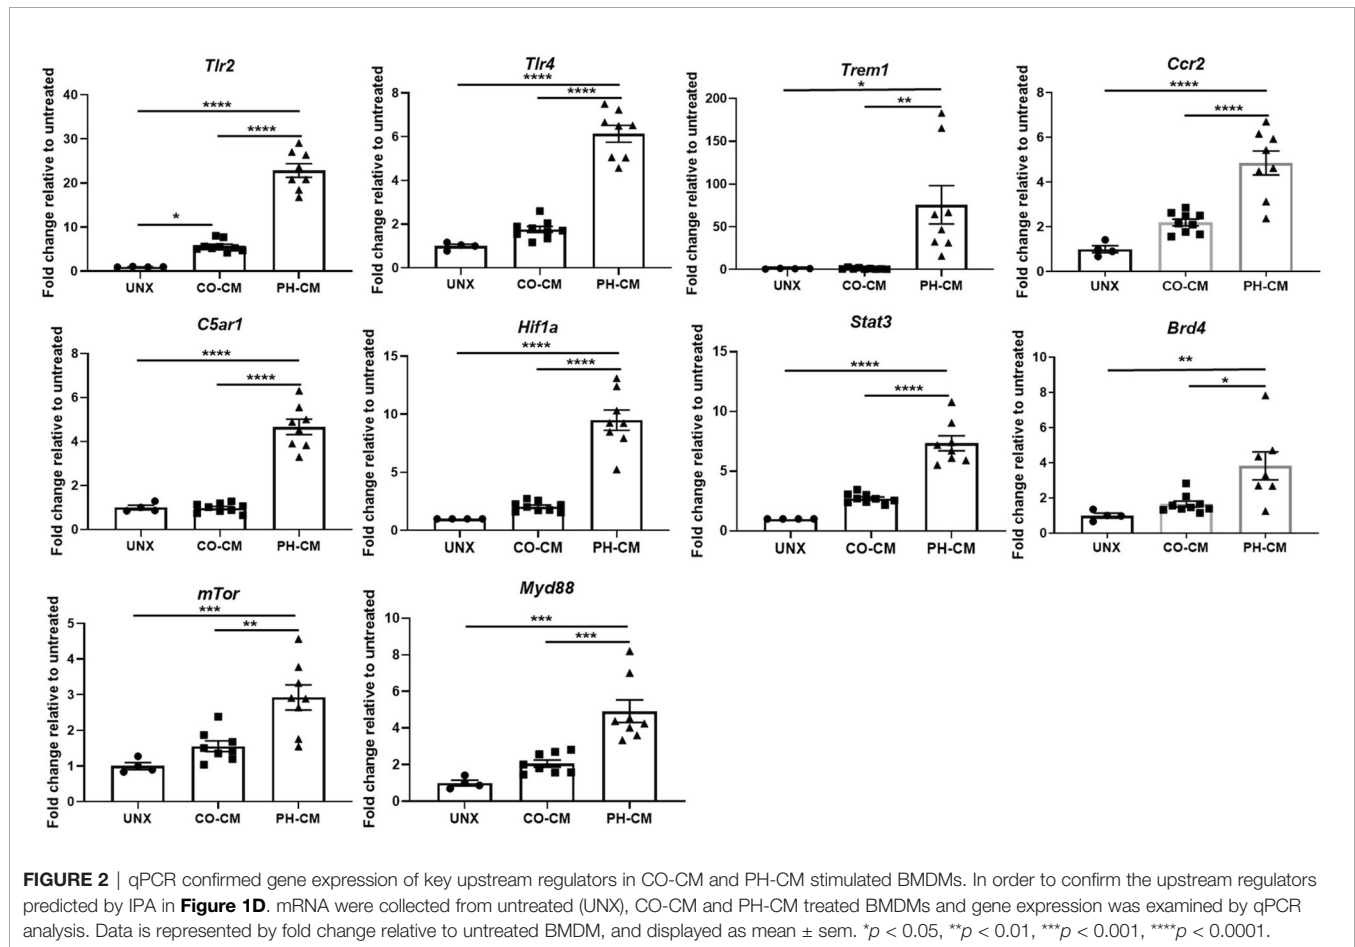 Tlr2
Fold change relative to untreated
40
30
20
10
0
****
****
*
UNX CO-CM PH-CM
Tlr4
Fold change relative to untreated
8
6
4
2
0
****
****
UNX CO-CM PH-CM
Trem1
Fold change relative to untreated
200
150
100
50
0
*
**
UNX CO-CM PH-CM
Ccr2
Fold change relative to untreated
8
6
4
2
0
****
****
UNX CO-CM PH-CM
C5ar1
Fold change relative to untreated
8
6
4
2
0
****
****
UNX CO-CM PH-CM
Hif1a
Fold change relative to untreated
15
10
5
0
****
****
UNX CO-CM PH-CM
Stat3
Fold change relative to untreated
15
10
5
0
****
****
UNX CO-CM PH-CM
Brd4
Fold change relative to untreated
10
8
6
4
2
0
**
*
UNX CO-CM PH-CM
mTor
Fold change relative to untreated
5
4
3
2
1
0
***
**
UNX CO-CM PH-CM
Myd88
Fold change relative to untreated
10
8
6
4
2
0
***
***
UNX CO-CM PH-CM
FIGURE 2 | qPCR confirmed gene expression of key upstream regulators in CO-CM and PH-CM stimulated BMDMs. In order to confirm the upstream regulators
predicted by IPA in Figure 1D. mRNA were collected from untreated (UNX), CO-CM and PH-CM treated BMDMs and gene expression was examined by qPCR
analysis. Data is represented by fold change relative to untreated BMDM, and displayed as mean ± sem. *p < 0.05, **p < 0.01, ***p < 0.001, ****p < 0.0001.